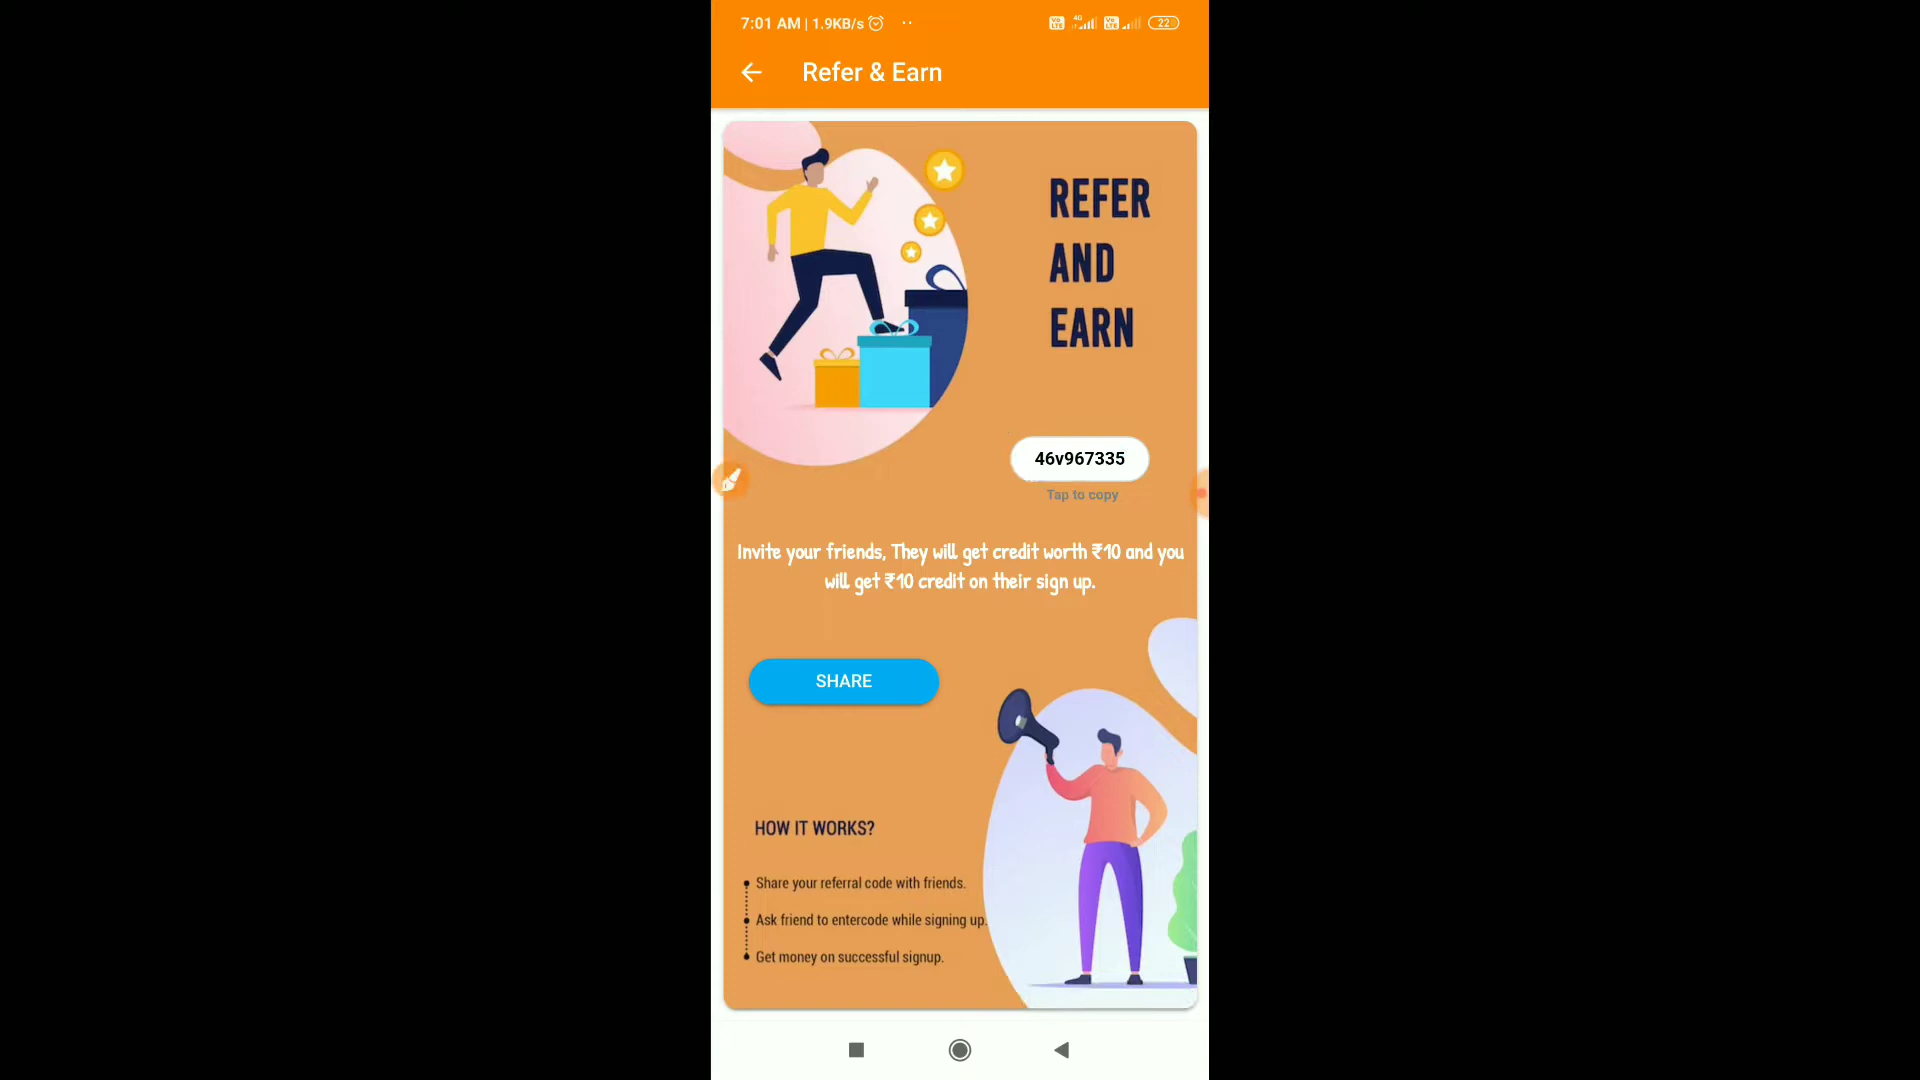 7:01 AM | 1.9KB/s
22
Refer & Earn
REFER
AND
EARN
46v967335
Tap to copy
Invite your friends, They will get credit worth ₹10 and you
will get ₹10 credit on their sign up.
SHARE
HOW IT WORKS?
Share your referral code with friends.
Ask friend to entercode while signing up.
Get money on successful signup.